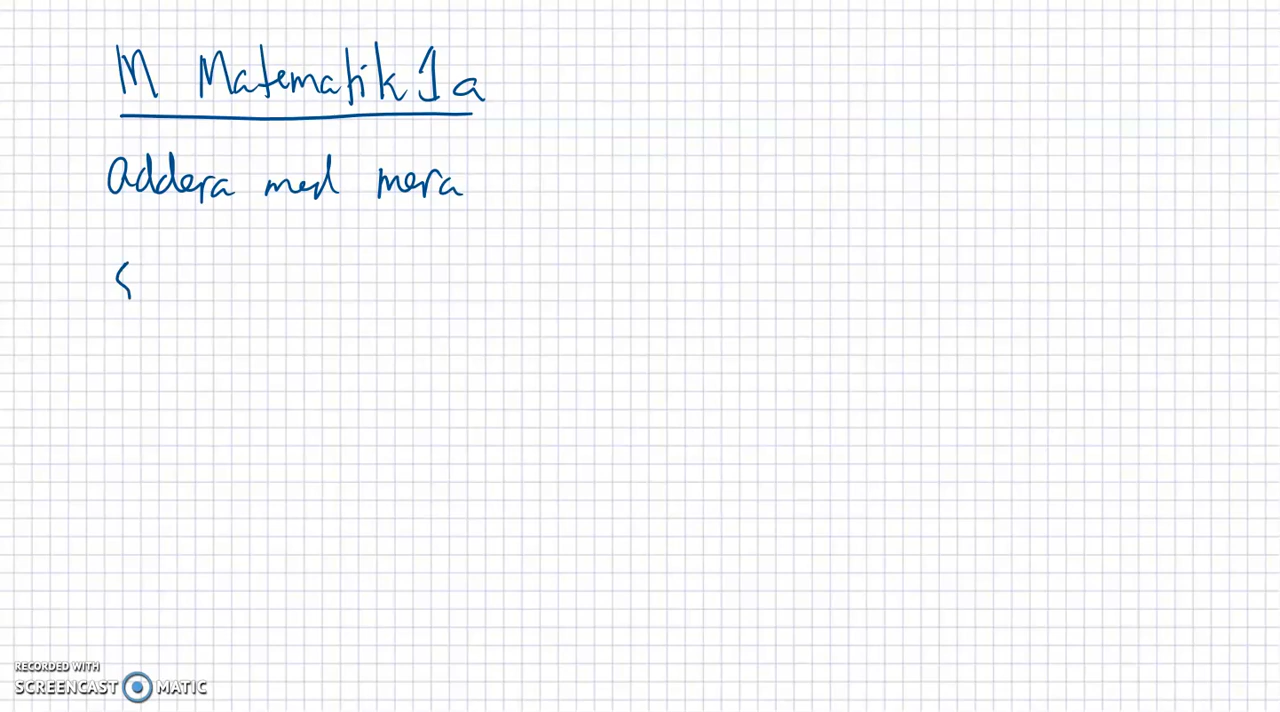 M Matematik 1a
Addera med mera
RECORDED WITH
SCREENCAST MATIC